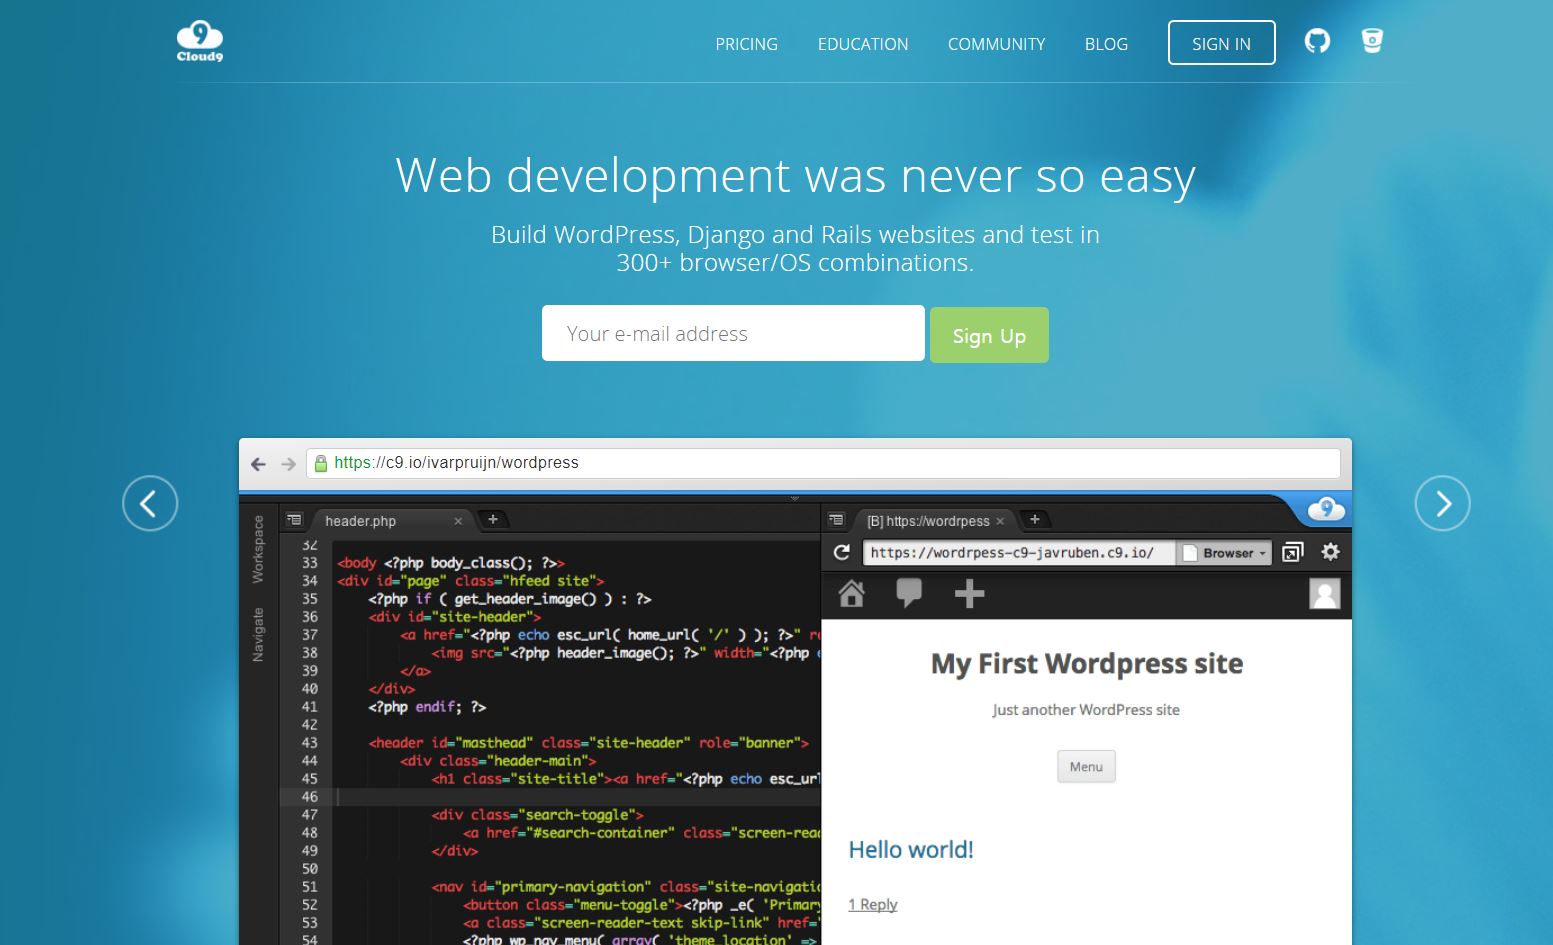 9
Cloud9
PRICING EDUCATION COMMUNITY BLOG SIGN IN
Web development was never so easy
Build WordPress, Django and Rails websites and test in
300+ browser/OS combinations.
Your e-mail address Sign Up
https://c9.io/ivarpruijn/wordpress
9
Workspace
Navigate
header.php
32
33 <body <?php body_class(); ?>>
34 <div id="page" class="hfeed site">
35 <?php if ( get_header_image() ) : ?>
36 <div id="site-header">
37 <a href="<?php echo esc_url( home_url( '/' ) ); ?>" re
38 <img src="<?php header_image(); ?>" width="<?php e
39 </a>
40 </div>
41 <?php endif; ?>
42
43 <header id="masthead" class="site-header" role="banner">
44 <div class="header-main">
45 <h1 class="site-title"><a href="<?php echo esc_url
46
47 <div class="search-toggle">
48 <a href="#search-container" class="screen-read
49 </div>
50
51 <nav id="primary-navigation" class="site-navigatio
52 <button class="menu-toggle"><?php _e( 'Primary
53 <a class="screen-reader-text skip-link" href="
54 <?php wp_nav_menu( array( 'theme_location' =>
[B] https://wordrpess
https://wordrpess-c9-javruben.c9.io/ Browser
My First Wordpress site
Just another WordPress site
Menu
Hello world!
1 Reply